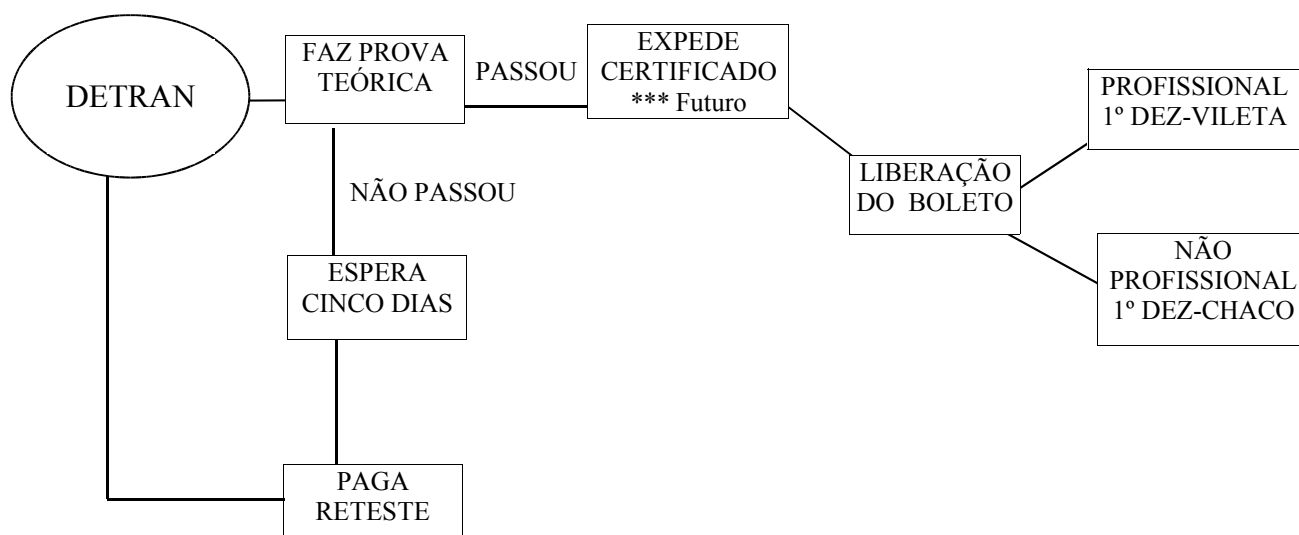 DETRAN
FAZ PROVA
TEÓRICA
PASSOU
EXPEDE
CERTIFICADO
*** Futuro
PROFISSIONAL
1º DEZ-VILETA
LIBERAÇÃO
DO BOLETO
NÃO PASSOU
NÃO
PROFISSIONAL
1º DEZ-CHACO
ESPERA
CINCO DIAS
PAGA
RETESTE